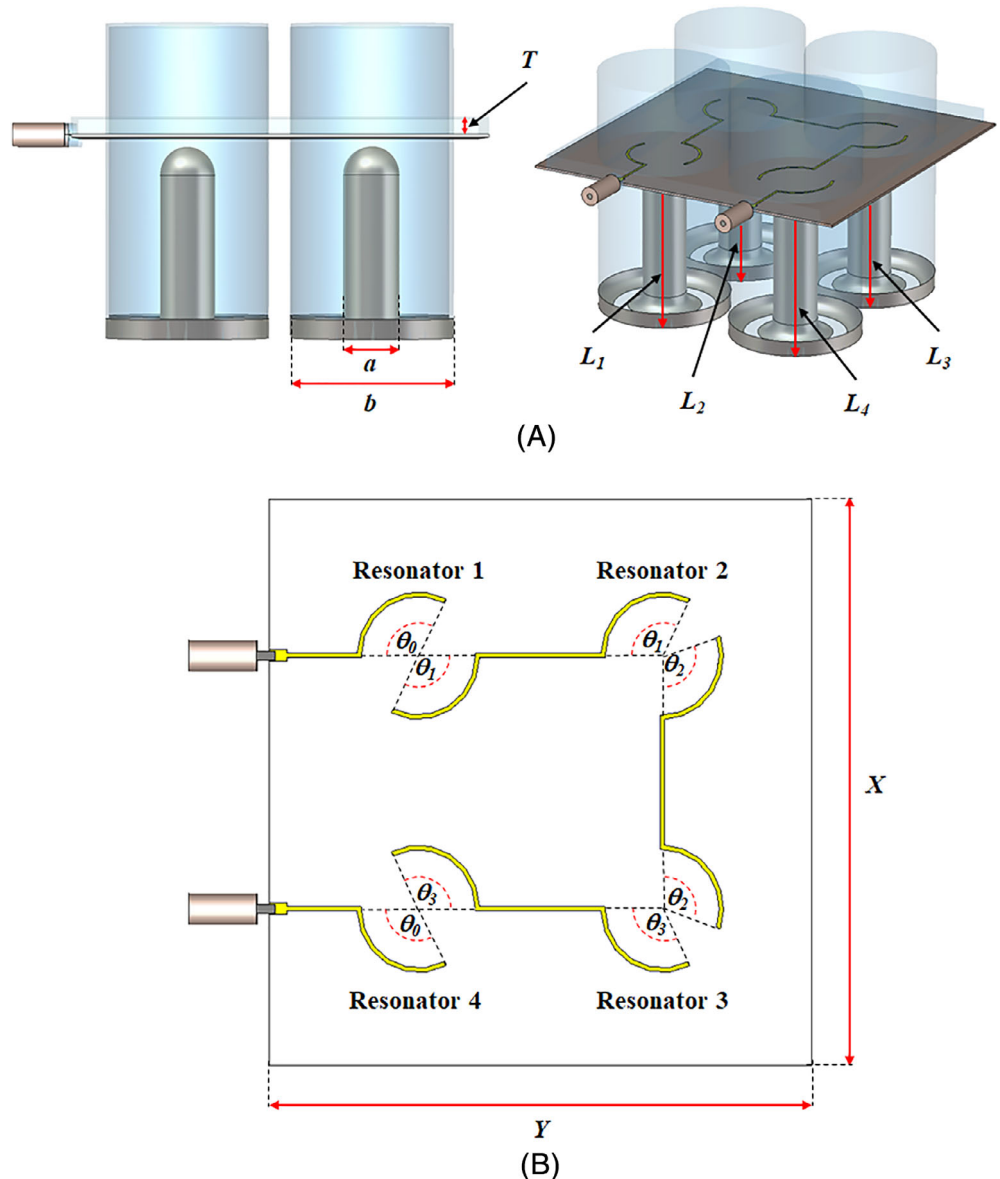 T
a
b
L1
L2
L3
L4
(A)
Resonator 1
Resonator 2
θ0
θ1
θ1
θ2
X
θ3
θ0
θ2
θ3
Resonator 4
Resonator 3
Y
(B)